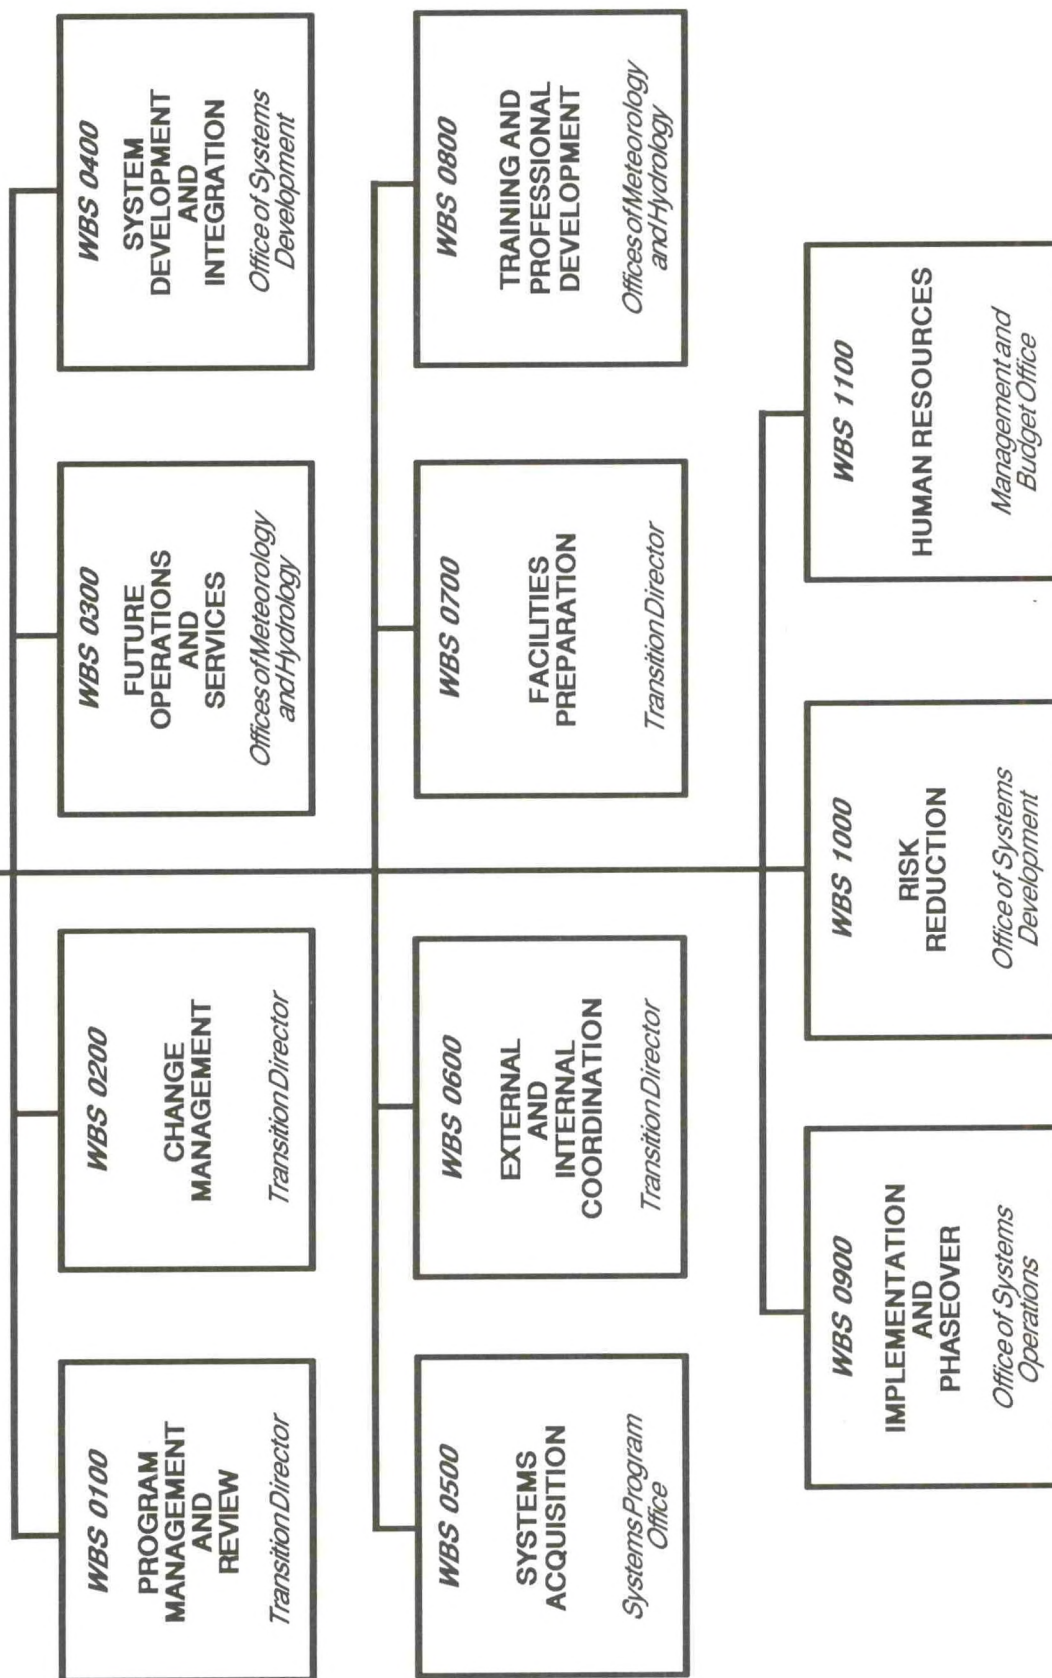 WBS 0100
PROGRAM
MANAGEMENT
AND
REVIEW
Transition Director
WBS 0200
CHANGE
MANAGEMENT
Transition Director
WBS 0300
FUTURE
OPERATIONS
AND
SERVICES
Offices of Meteorology
and Hydrology
WBS 0400
SYSTEM
DEVELOPMENT
AND
INTEGRATION
Office of Systems
Development
WBS 0500
SYSTEMS
ACQUISITION
Systems Program
Office
WBS 0600
EXTERNAL
AND
INTERNAL
COORDINATION
Transition Director
WBS 0700
FACILITIES
PREPARATION
Transition Director
WBS 0800
TRAINING AND
PROFESSIONAL
DEVELOPMENT
Offices of Meteorology
and Hydrology
WBS 0900
IMPLEMENTATION
AND
PHASEOVER
Office of Systems
Operations
WBS 1000
RISK
REDUCTION
Office of Systems
Development
WBS 1100
HUMAN RESOURCES
Management and
Budget Office